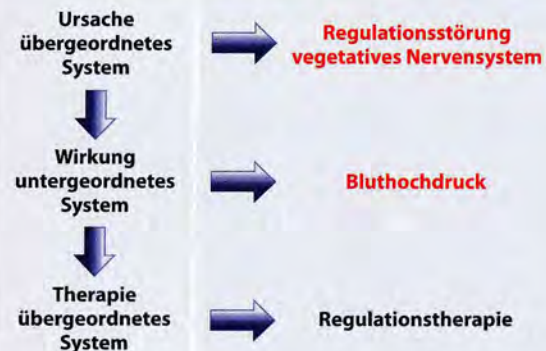 Ursache
übergeordnetes
System
Regulationsstörung
vegetatives Nervensystem
Wirkung
untergeordnetes
System
Bluthochdruck
Therapie
übergeordnetes
System
Regulationstherapie